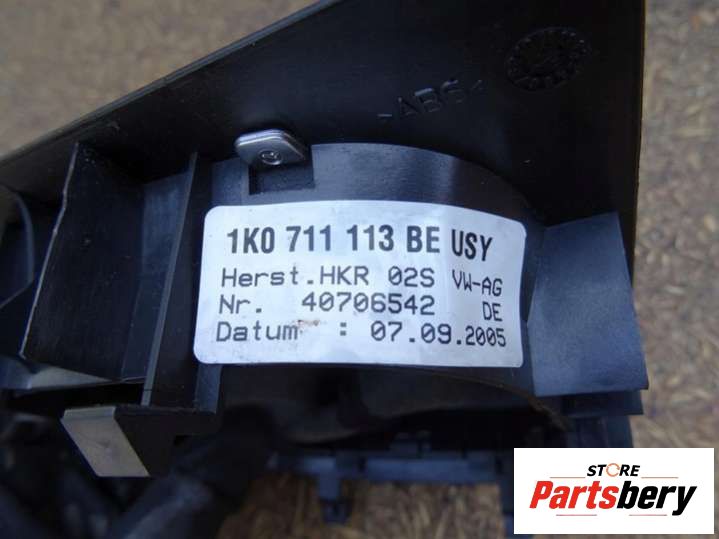 >ABS<
1K0 711 113 BE USY
Herst.HKR 02S VW-AG
Nr. 40706542 DE
Datum : 07.09.2005
STORE
Partsbery